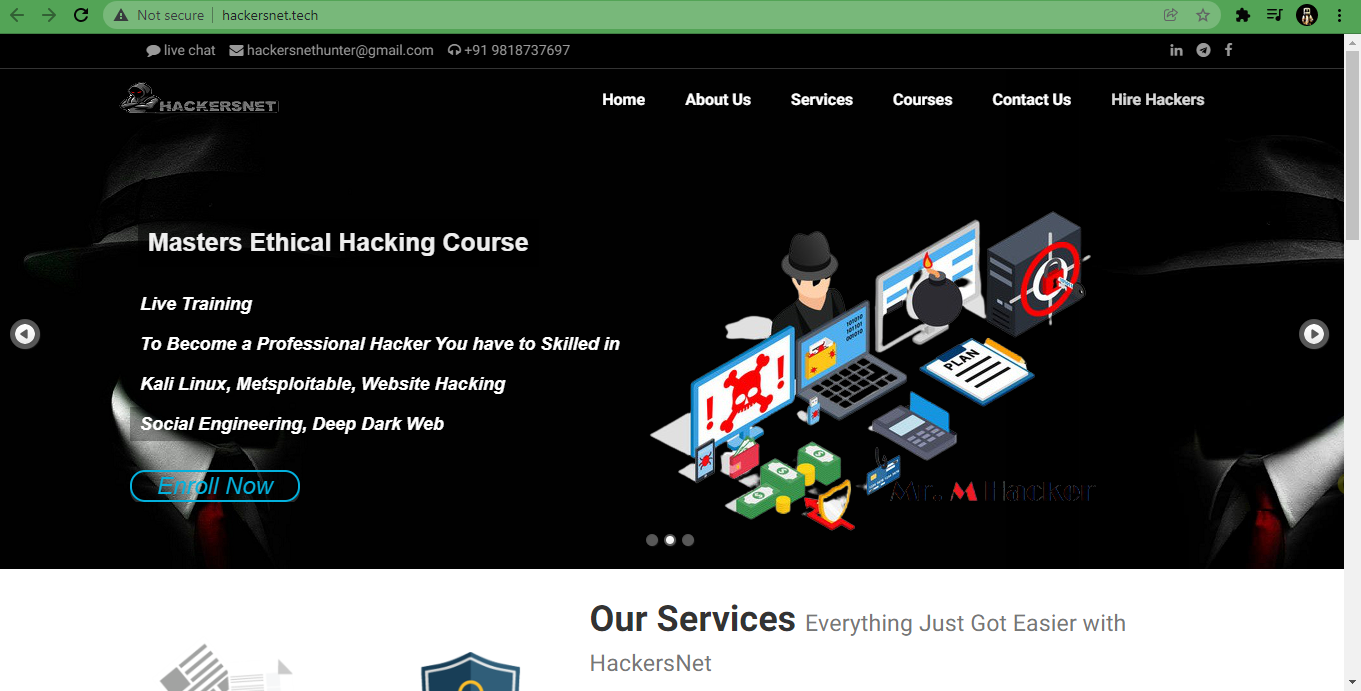 Not secure | hackersnet.tech
live chat hackersnethunter@gmail.com +91 9818737697
HACKERSNET
Home About Us Services Courses Contact Us Hire Hackers
Masters Ethical Hacking Course
Live Training
To Become a Professional Hacker You have to Skilled in
Kali Linux, Metsploitable, Website Hacking
Social Engineering, Deep Dark Web
Enroll Now
101010
101101
001010
PLAN
Mr. M Hacker
Our Services Everything Just Got Easier with
HackersNet